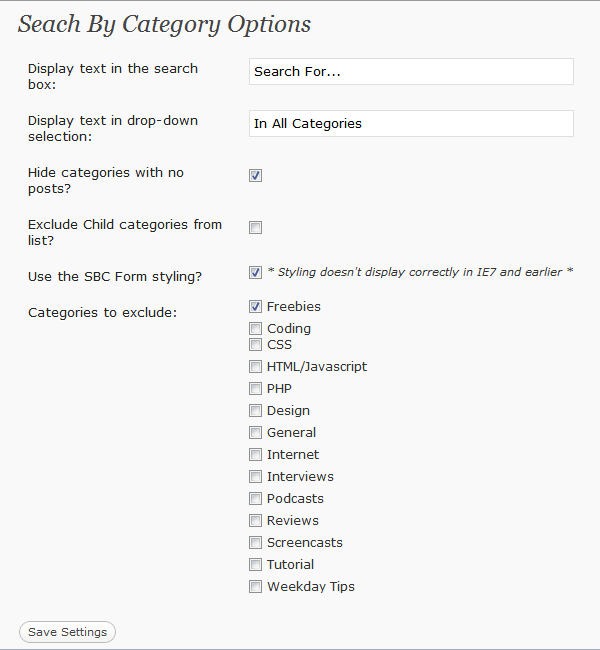 Seach By Category Options
Display text in the search
box:
Search For...
Display text in drop-down
selection:
In All Categories
Hide categories with no
posts?
Exclude Child categories from
list?
Use the SBC Form styling?
* Styling doesn't display correctly in IE7 and earlier *
Categories to exclude:
Freebies
Coding
CSS
HTML/Javascript
PHP
Design
General
Internet
Interviews
Podcasts
Reviews
Screencasts
Tutorial
Weekday Tips
Save Settings